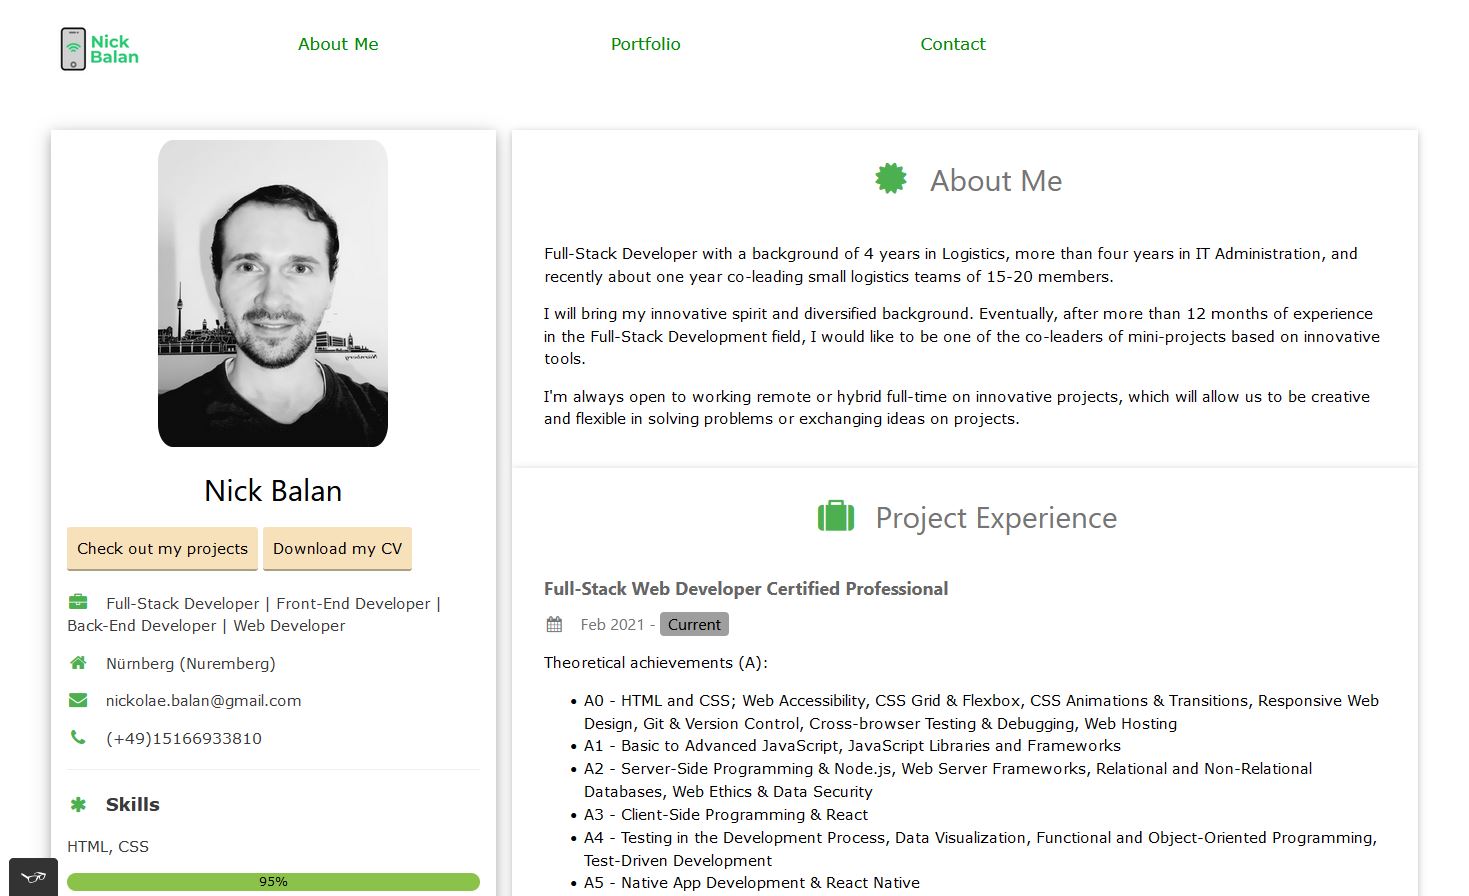 Nick
Balan
About Me
Portfolio
Contact
Nick Balan
Check out my projects
Download my CV
Full-Stack Developer | Front-End Developer |
Back-End Developer | Web Developer
Nürnberg (Nuremberg)
nickolae.balan@gmail.com
(+49)15166933810
Skills
HTML, CSS
95%
About Me
Full-Stack Developer with a background of 4 years in Logistics, more than four years in IT Administration, and
recently about one year co-leading small logistics teams of 15-20 members.
I will bring my innovative spirit and diversified background. Eventually, after more than 12 months of experience
in the Full-Stack Development field, I would like to be one of the co-leaders of mini-projects based on innovative
tools.
I'm always open to working remote or hybrid full-time on innovative projects, which will allow us to be creative
and flexible in solving problems or exchanging ideas on projects.
Project Experience
Full-Stack Web Developer Certified Professional
Feb 2021 - Current
Theoretical achievements (A):
• A0 - HTML and CSS; Web Accessibility, CSS Grid & Flexbox, CSS Animations & Transitions, Responsive Web
Design, Git & Version Control, Cross-browser Testing & Debugging, Web Hosting
• A1 - Basic to Advanced JavaScript, JavaScript Libraries and Frameworks
• A2 - Server-Side Programming & Node.js, Web Server Frameworks, Relational and Non-Relational
Databases, Web Ethics & Data Security
• A3 - Client-Side Programming & React
• A4 - Testing in the Development Process, Data Visualization, Functional and Object-Oriented Programming,
Test-Driven Development
• A5 - Native App Development & React Native